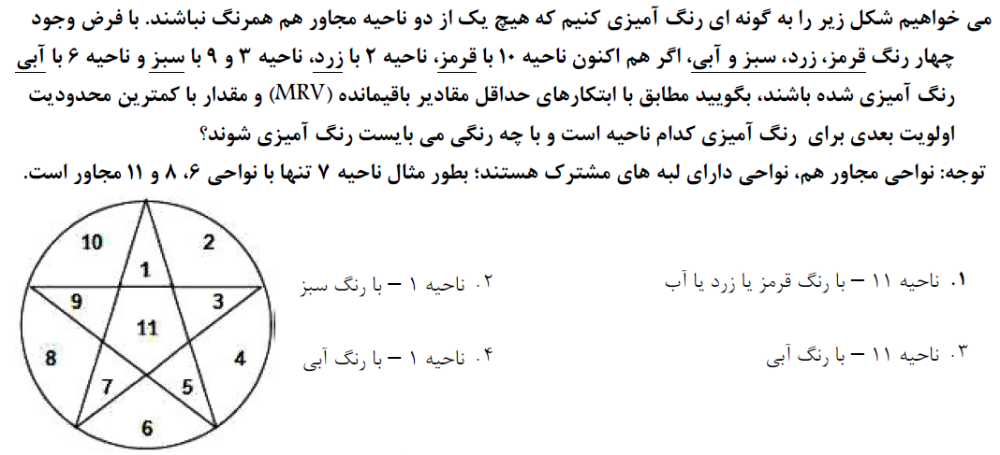 می خواهیم شکل زیر را به گونه ای رنگ آمیزی کنیم که هیچ یک از دو ناحیه مجاور هم همرنگ نباشند. با فرض وجود
چهار رنگ قرمز، زرد، سبز و آبی، اگر هم اکنون ناحیه ۱۰ با قرمز، ناحیه ۲ با زرد، ناحیه ۳ و ۹ با سبز و ناحیه ۶ با آبی
رنگ آمیزی شده باشند، بگویید مطابق با ابتکارهای حداقل مقادیر باقیمانده (MRV) و مقدار با کمترین محدودیت
اولویت بعدی برای رنگ آمیزی کدام ناحیه است و با چه رنگی می بایست رنگ آمیزی شوند؟
توجه: نواحی مجاور هم، نواحی دارای لبه های مشترک هستند؛ بطور مثال ناحیه ۷ تنها با نواحی ۶، ۸ و ۱۱ مجاور است.
۱. ناحیه ۱۱ – با رنگ قرمز یا زرد یا آب
۲. ناحیه ۱ – با رنگ سبز
۳. ناحیه ۱۱ – با رنگ آبی
۴. ناحیه ۱ – با رنگ آبی
10
2
1
9
3
11
8
4
7
5
6